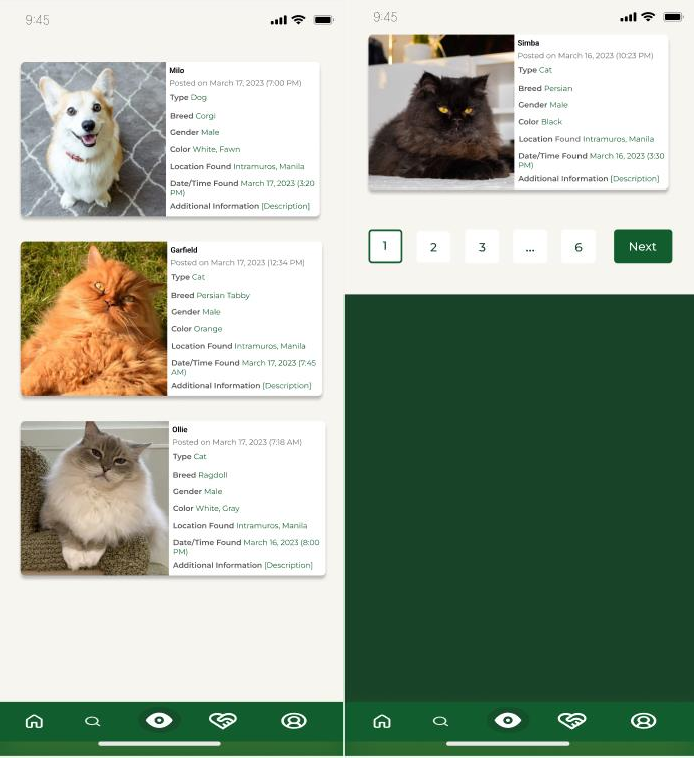 9:45
Milo
Posted on March 17, 2023 (7:00 PM)
Type Dog
Breed Corgi
Gender Male
Color White, Fawn
Location Found Intramuros, Manila
Date/Time Found March 17, 2023 (3:20
PM)
Additional Information [Description]
Garfield
Posted on March 17, 2023 (12:34 PM)
Type Cat
Breed Persian Tabby
Gender Male
Color Orange
Location Found Intramuros, Manila
Date/Time Found March 17, 2023 (7:45
AM)
Additional Information [Description]
Ollie
Posted on March 17, 2023 (7:18 AM)
Type Cat
Breed Ragdoll
Gender Male
Color White, Gray
Location Found Intramuros, Manila
Date/Time Found March 16, 2023 (8:00
PM)
Additional Information [Description]
9:45
Simba
Posted on March 16, 2023 (10:23 PM)
Type Cat
Breed Persian
Gender Male
Color Black
Location Found Intramuros, Manila
Date/Time Found March 16, 2023 (3:30
PM)
Additional Information [Description]
1 2 3 ... 6 Next